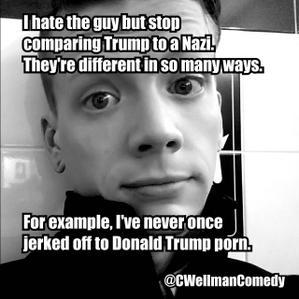 I hate the guy but stop
comparing Trump to a Nazi.
They're different in so many ways.
For example, I've never once
jerked off to Donald Trump porn.
@CWellmanComedy